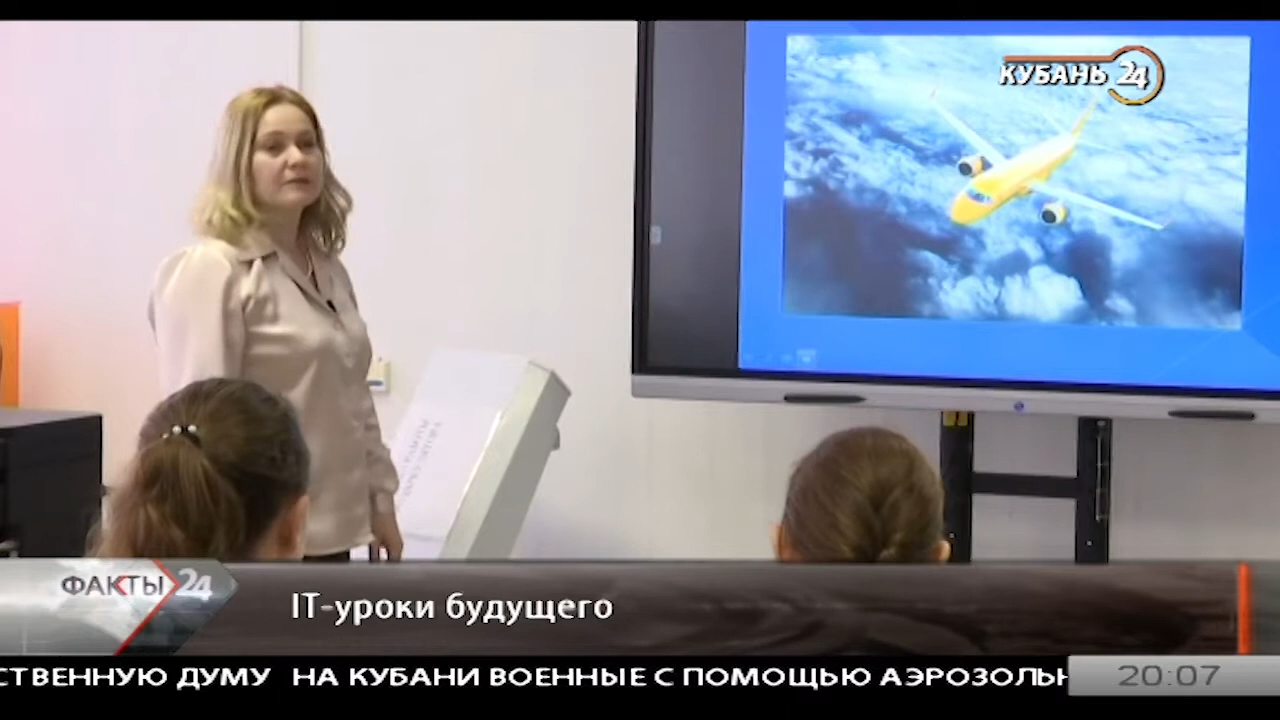 КУБАНЬ 24
ФАКТЫ 24
IT-уроки будущего
СТВЕННУЮ ДУМУ НА КУБАНИ ВОЕННЫЕ С ПОМОЩЬЮ АЭРОЗОЛЬН
20:07